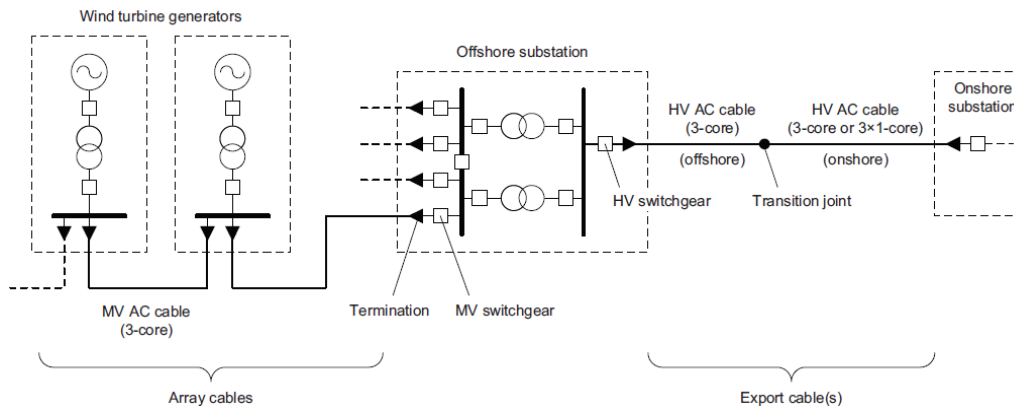 Wind turbine generators
Offshore substation
Onshore
substation
HV AC cable
(3-core)
(offshore)
HV AC cable
(3-core or 3×1-core)
(onshore)
HV switchgear
Transition joint
MV AC cable
(3-core)
Termination
MV switchgear
Array cables
Export cable(s)